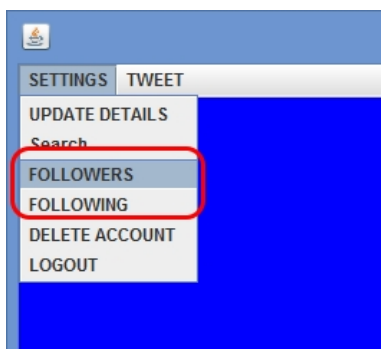 SETTINGS TWEET
UPDATE DETAILS
Search
FOLLOWERS
FOLLOWING
DELETE ACCOUNT
LOGOUT